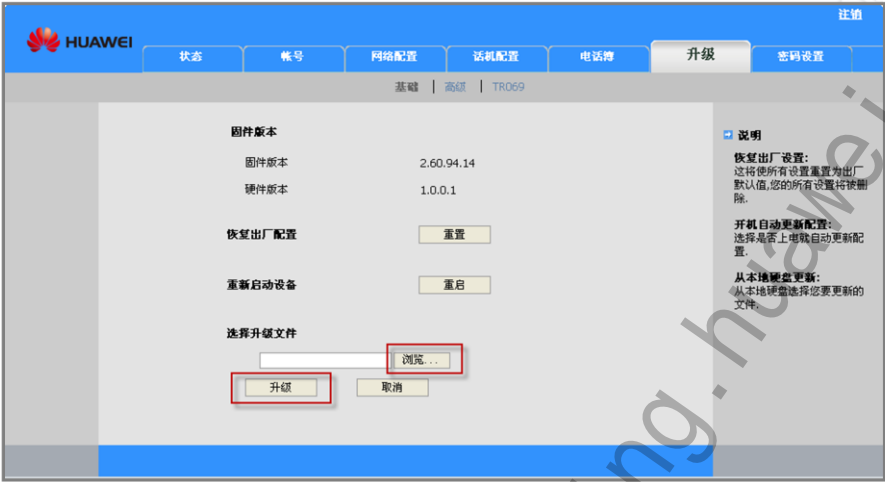 注销
HUAWEI
状态 帐号 网络配置 话机配置 电话簿 升级 密码设置
基础 | 高级 | TR069
固件版本
固件版本 2.60.94.14
硬件版本 1.0.0.1
恢复出厂配置 重置
重新启动设备 重启
选择升级文件
浏览...
升级 取消
说明
恢复出厂设置:
这将使所有设置重置为出厂
默认值,您的所有设置将被删
除.
开机自动更新配置:
选择是否上电就自动更新配
置.
从本地硬盘更新:
从本地硬盘选择您要更新的
文件.
ng.huawei